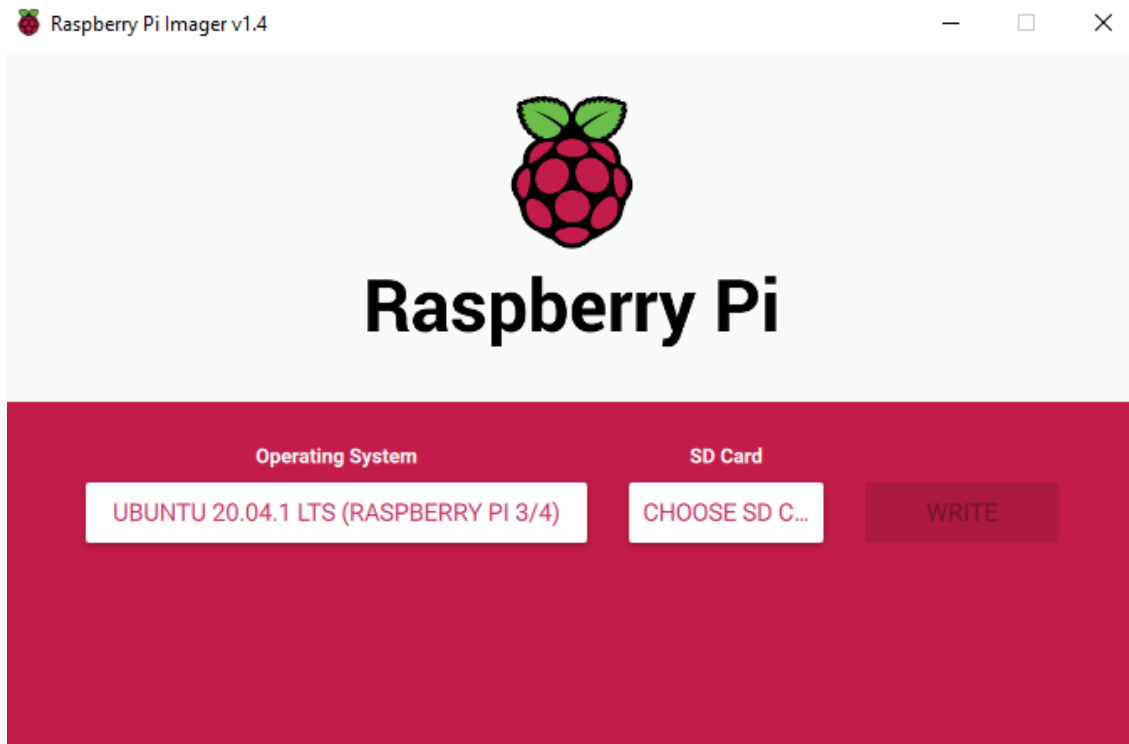 Raspberry Pi Imager v1.4
Raspberry Pi
Operating System
SD Card
UBUNTU 20.04.1 LTS (RASPBERRY PI 3/4)
CHOOSE SD C...
WRITE